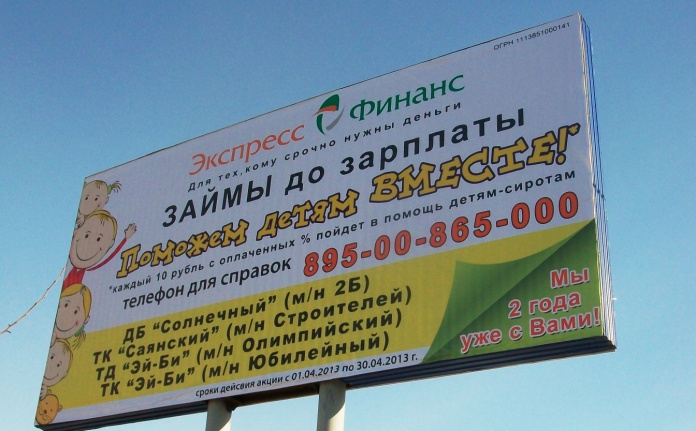 ОГРН 1113851000141
Экспресс Финанс
Для тех,кому срочно нужны деньги
ЗАЙМЫ до зарплаты
Поможем детям ВМЕСТЕ!*
*каждый 10 рубль с оплаченных % пойдет в помощь детям-сиротам
телефон для справок 895-00-865-000
ДБ "Солнечный" (м/н 2Б)
ТК "Саянский" (м/н Строителей)
ТД "Эй-Би" (м/н Олимпийский)
ТК "Эй-Би" (м/н Юбилейный)
сроки дейсвия акции с 01.04.2013 по 30.04.2013 г.
Мы
2 года
уже с Вами!